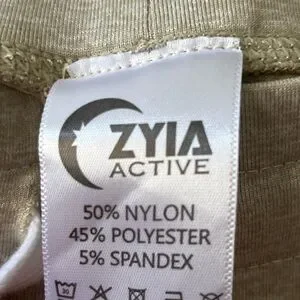 ZYIA
ACTIVE
50% NYLON
45% POLYESTER
5% SPANDEX